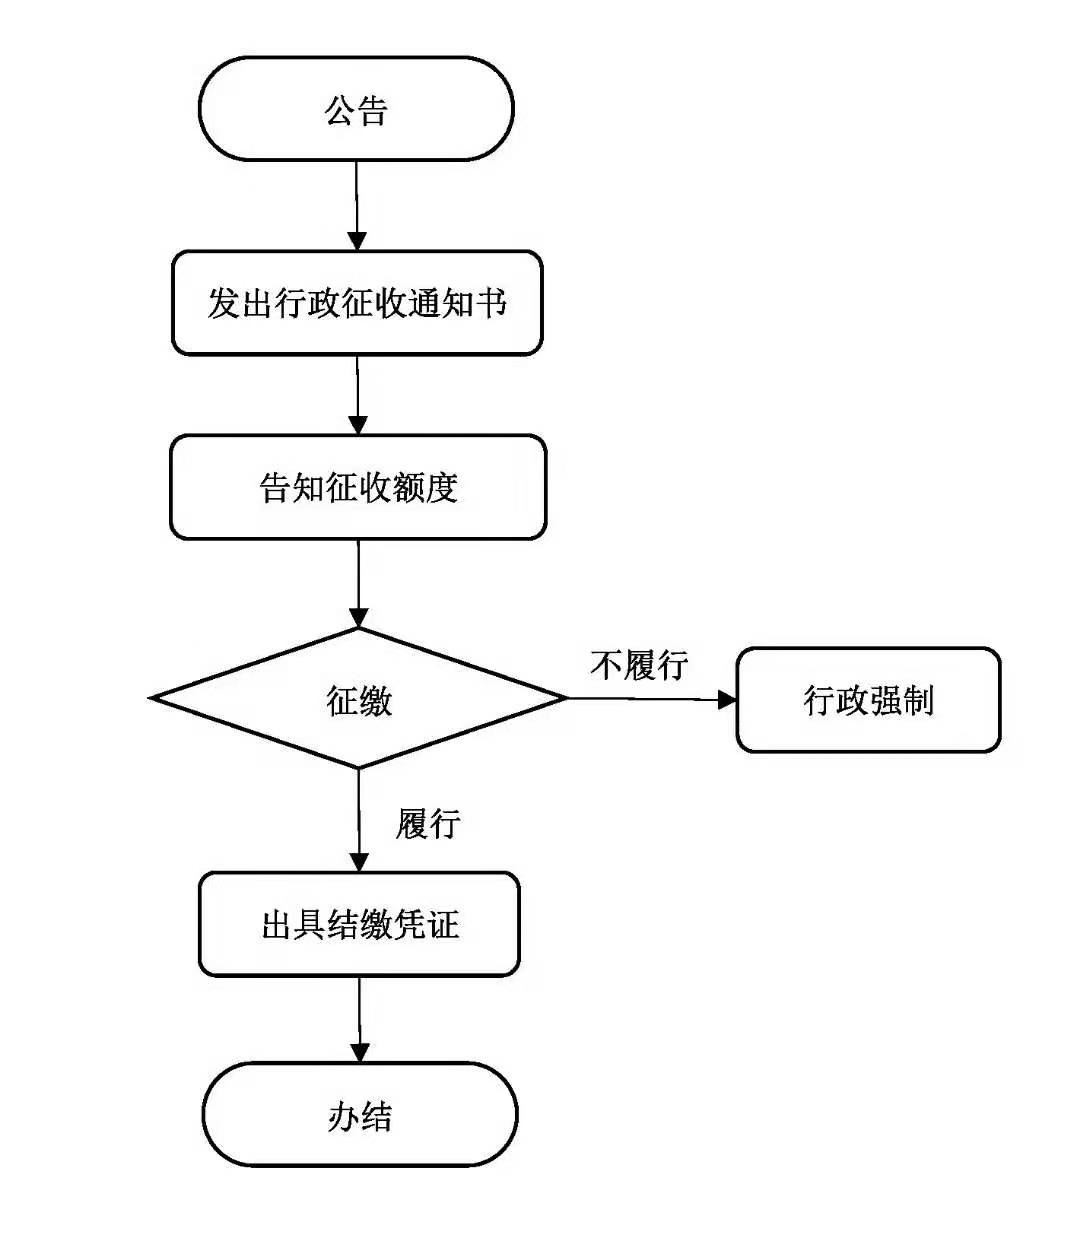 公告
发出行政征收通知书
告知征收额度
征缴
不履行
行政强制
履行
出具结缴凭证
办结